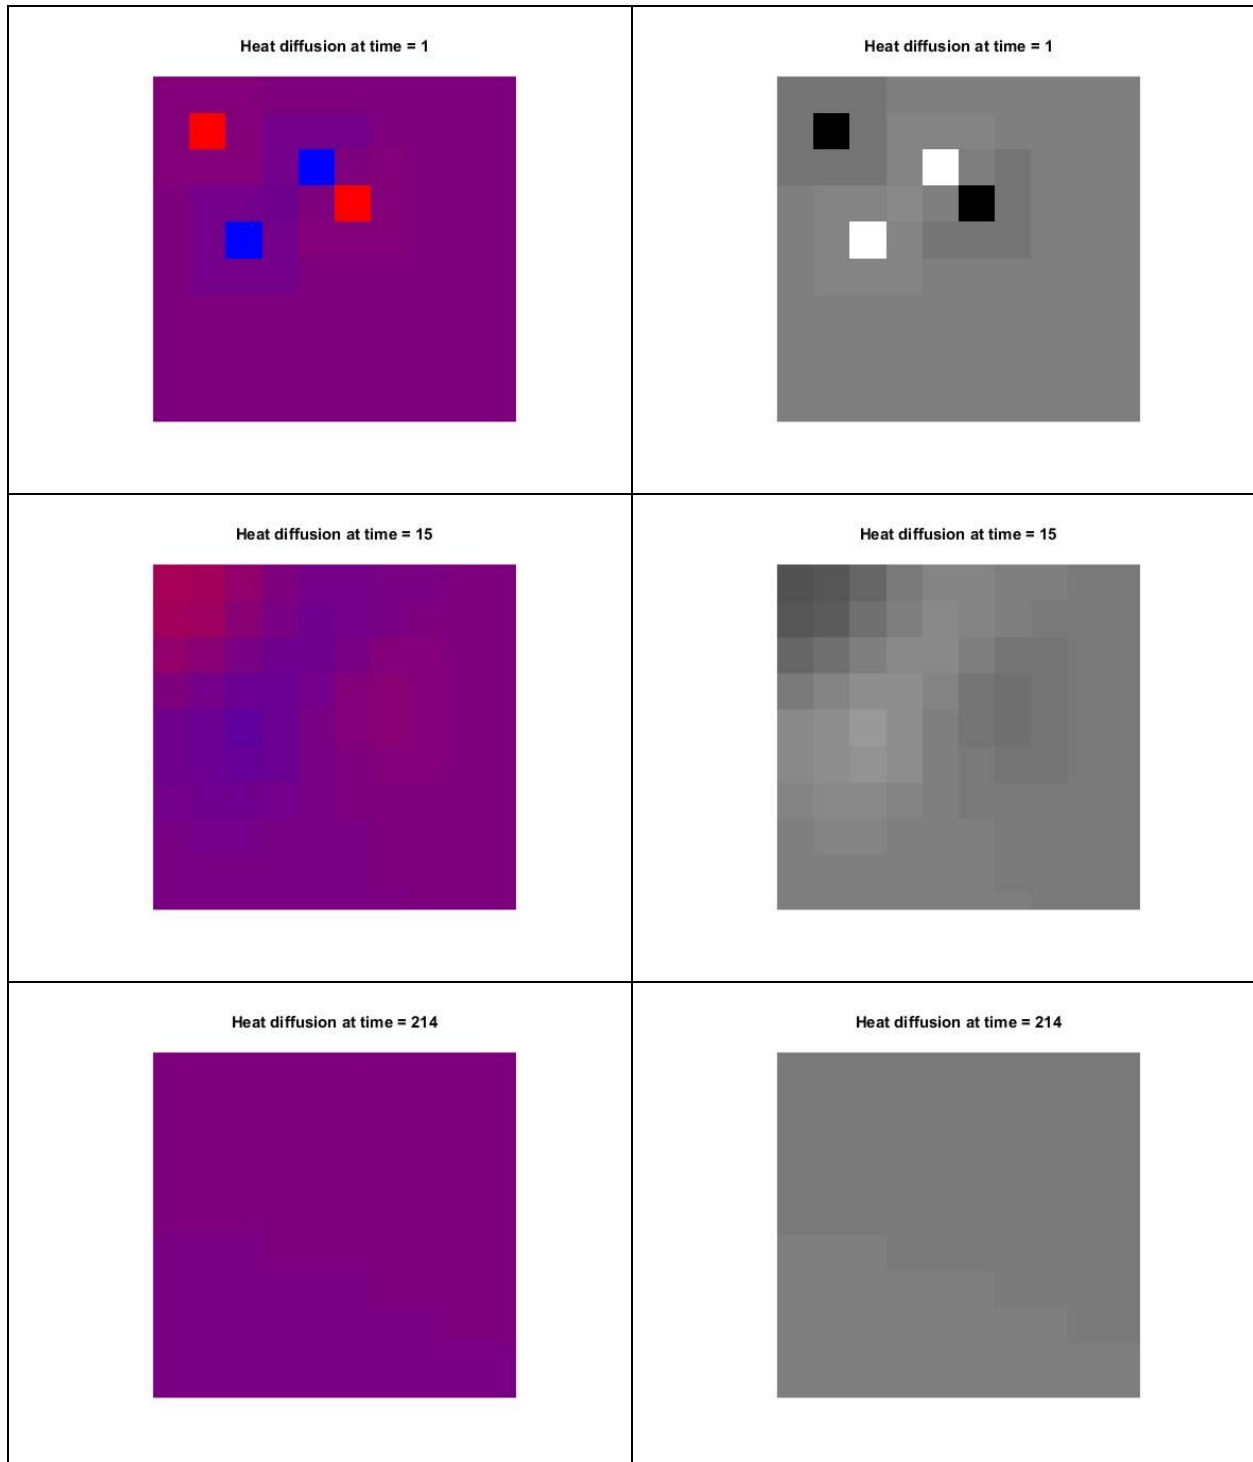 Heat diffusion at time = 1
Heat diffusion at time = 1
Heat diffusion at time = 15
Heat diffusion at time = 15
Heat diffusion at time = 214
Heat diffusion at time = 214